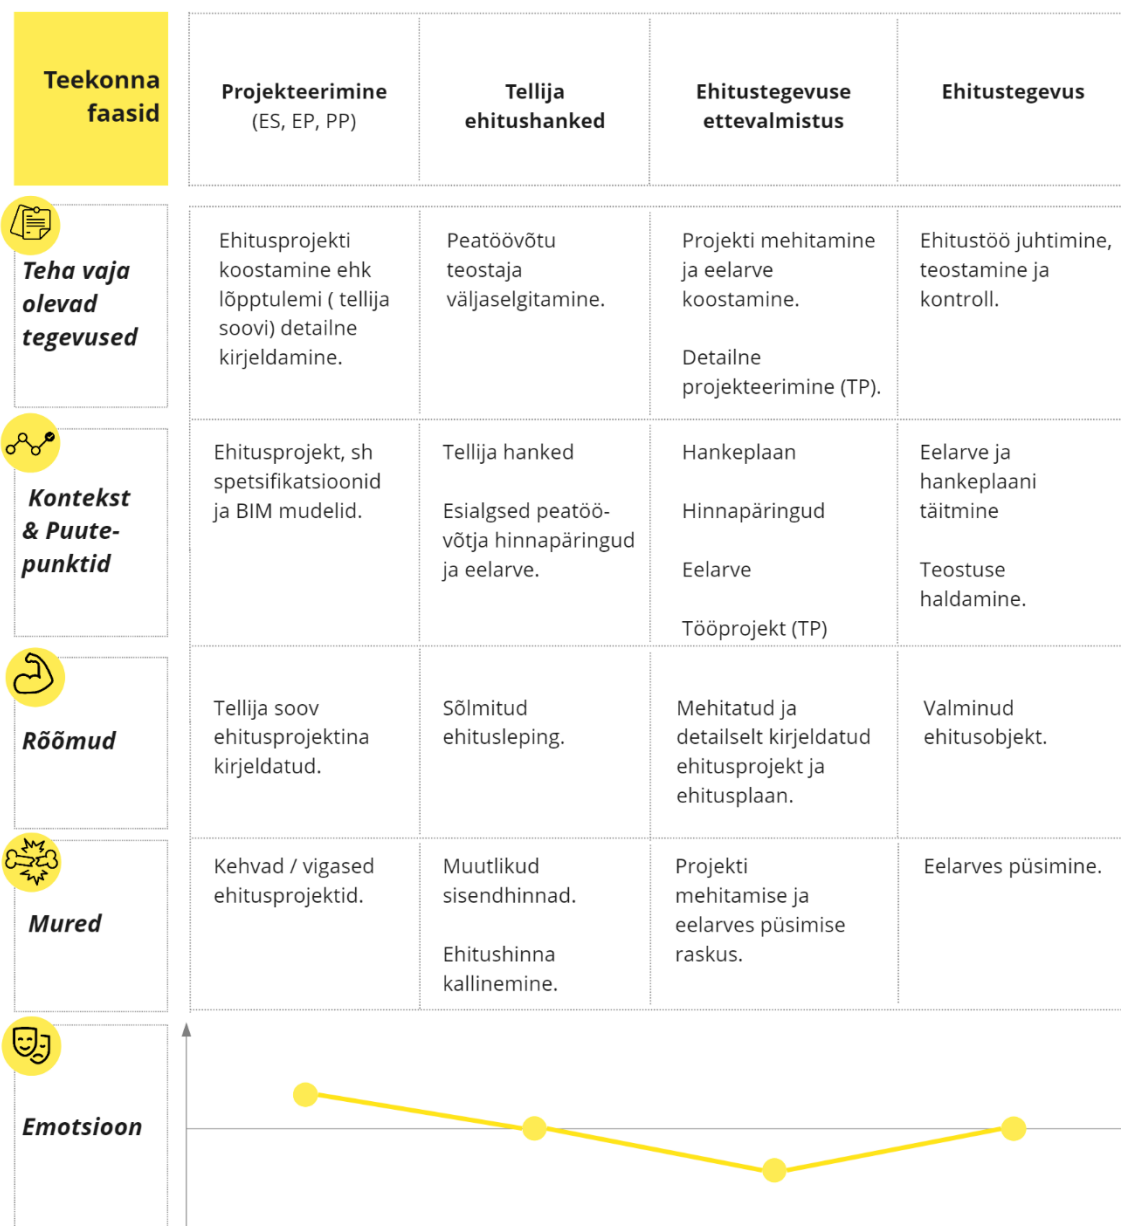 Teekonna
faasid
Projekteerimine
(ES, EP, PP)
Tellija
ehitushanked
Ehitustegevuse
ettevalmistus
Ehitustegevus
Teha vaja
olevad
tegevused
Ehitusprojekti
koostamine ehk
lõpptulemi ( tellija
soovi) detailne
kirjeldamine.
Peatöövõtu
teostaja
väljaselgitamine.
Projekti mehitamine
ja eelarve
koostamine.
Detailne
projekteerimine (TP).
Ehitustöö juhtimine,
teostamine ja
kontroll.
Kontekst
& Puute-
punktid
Ehitusprojekt, sh
spetsifikatsioonid
ja BIM mudelid.
Tellija hanked
Esialgsed peatöö-
võtja hinnapäringud
ja eelarve.
Hankeplaan
Hinnapäringud
Eelarve
Tööprojekt (TP)
Eelarve ja
hankeplaani
täitmine
Teostuse
haldamine.
Rõõmud
Tellija soov
ehitusprojektina
kirjeldatud.
Sõlmitud
ehitusleping.
Mehitatud ja
detailselt kirjeldatud
ehitusprojekt ja
ehitusplaan.
Valminud
ehitusobjekt.
Mured
Kehvad / vigased
ehitusprojektid.
Muutlikud
sisendhinnad.
Ehitushinna
kallinemine.
Projekti
mehitamise ja
eelarves püsimise
raskus.
Eelarves püsimine.
Emotsioon